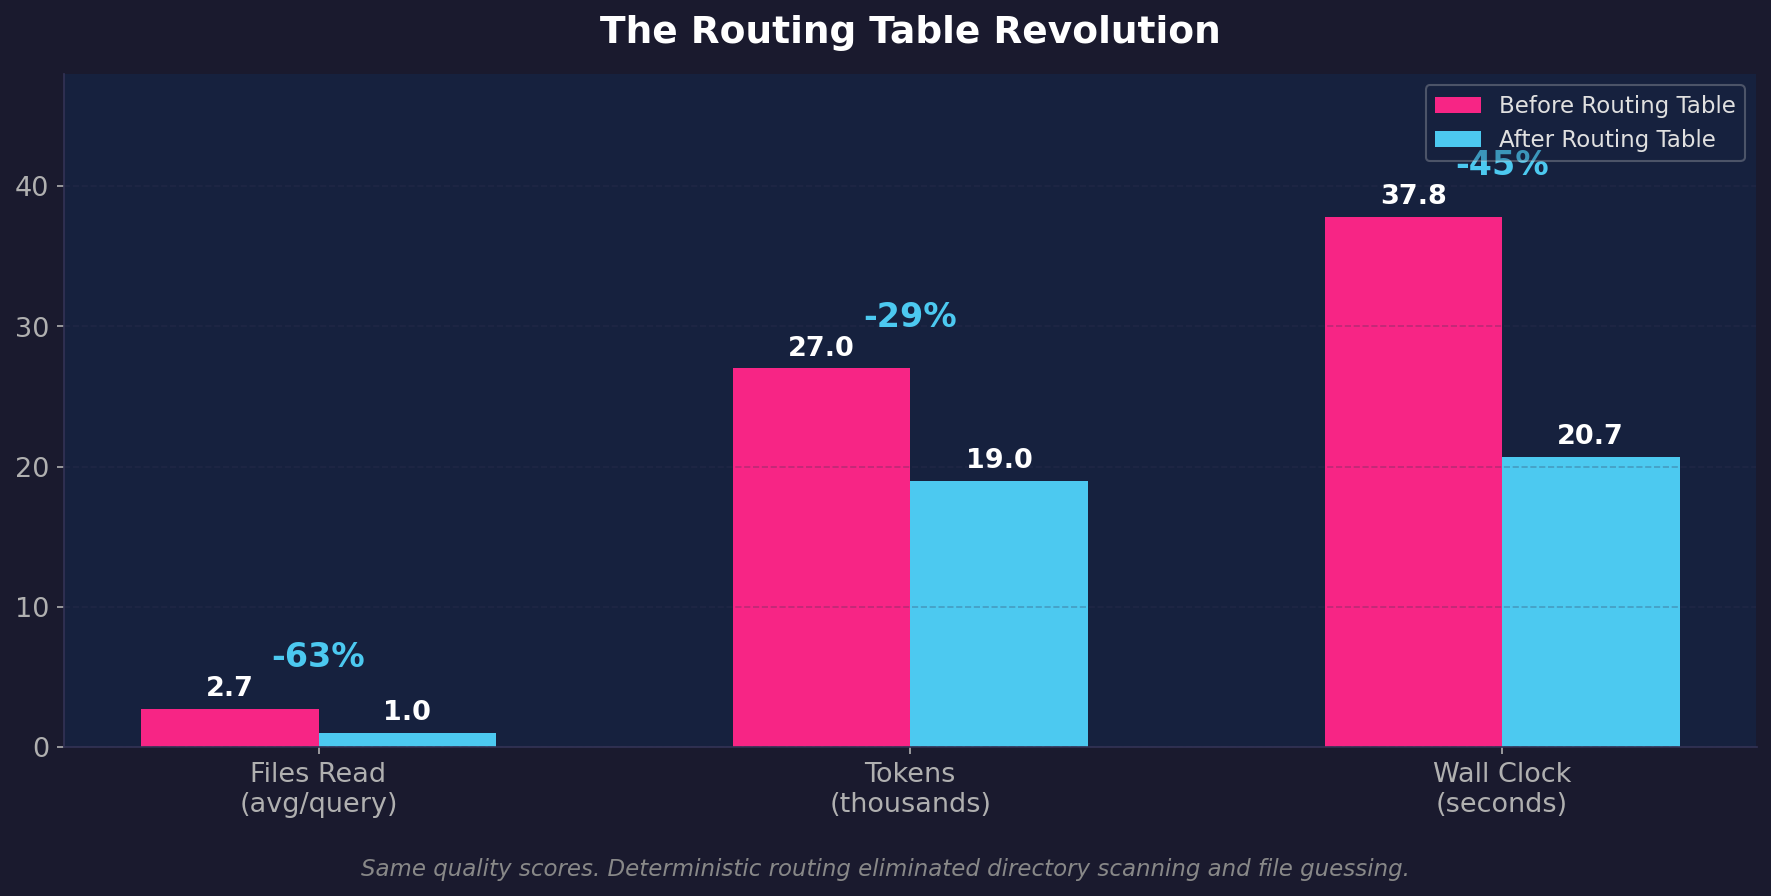 The Routing Table Revolution
Before Routing Table
After Routing Table
-45%
40
37.8
30
-29%
27.0
20
19.0
20.7
10
-63%
2.7
1.0
0
Files Read
(avg/query)
Tokens
(thousands)
Wall Clock
(seconds)
Same quality scores. Deterministic routing eliminated directory scanning and file guessing.